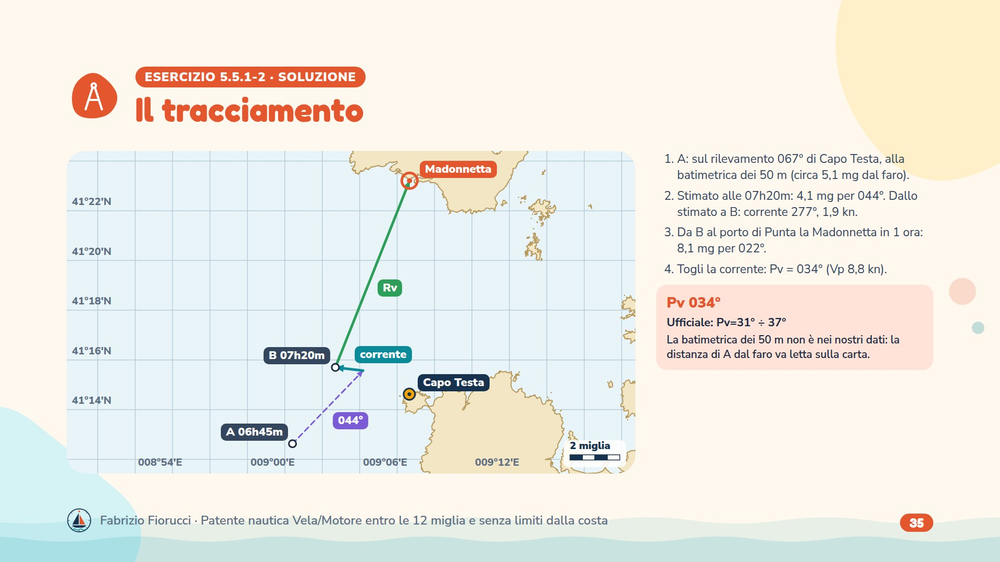 ESERCIZIO 5.5.1-2 · SOLUZIONE
Il tracciamento
Madonnetta
41°22'N
41°20'N
Rv
41°18'N
41°16'N
B 07h20m
corrente
Capo Testa
41°14'N
044°
A 06h45m
2 miglia
008°54'E
009°00'E
009°06'E
009°12'E
1. A: sul rilevamento 067° di Capo Testa, alla
batimetrica dei 50 m (circa 5,1 mg dal faro).
2. Stimato alle 07h20m: 4,1 mg per 044°. Dallo
stimato a B: corrente 277°, 1,9 kn.
3. Da B al porto di Punta la Madonnetta in 1 ora:
8,1 mg per 022°.
4. Togli la corrente: Pv = 034° (Vp 8,8 kn).
Pv 034°
Ufficiale: Pv=31° ÷ 37°
La batimetrica dei 50 m non è nei nostri dati: la
distanza di A dal faro va letta sulla carta.
Fabrizio Fiorucci · Patente nautica Vela/Motore entro le 12 miglia e senza limiti dalla costa
35